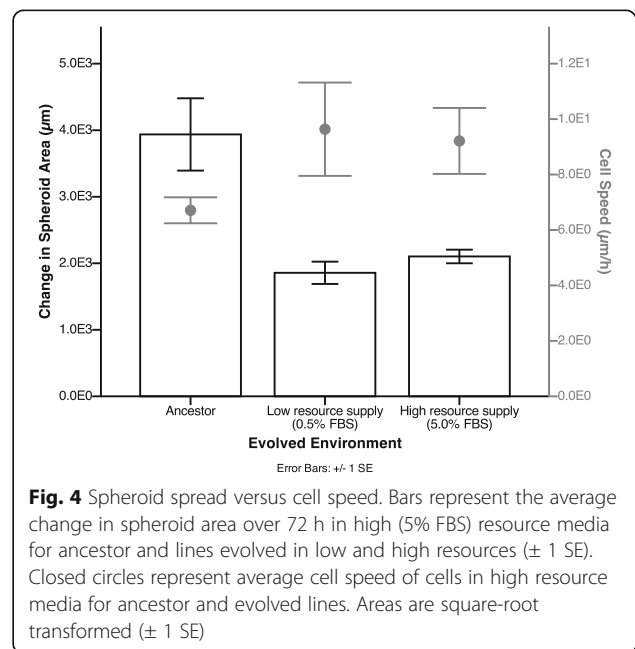 5.0E3
4.0E3
3.0E3
2.0E3
1.0E3
0.0E0
Change in Spheroid Area (µm)
1.2E1
1.0E1
8.0E0
6.0E0
4.0E0
2.0E0
0.0E0
Cell Speed (µm/h)
Ancestor
Low resource supply
(0.5% FBS)
High resource supply
(5.0% FBS)
Evolved Environment
Error Bars: +/- 1 SE
Fig. 4 Spheroid spread versus cell speed. Bars represent the average
change in spheroid area over 72 h in high (5% FBS) resource media
for ancestor and lines evolved in low and high resources (± 1 SE).
Closed circles represent average cell speed of cells in high resource
media for ancestor and evolved lines. Areas are square-root
transformed (± 1 SE)